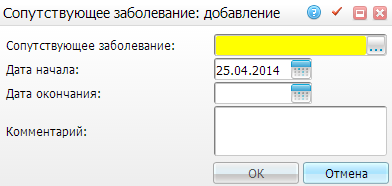 Сопутствующее заболевание: добавление
Сопутствующее заболевание:
Дата начала: 25.04.2014
Дата окончания:
Комментарий:
ОК Отмена